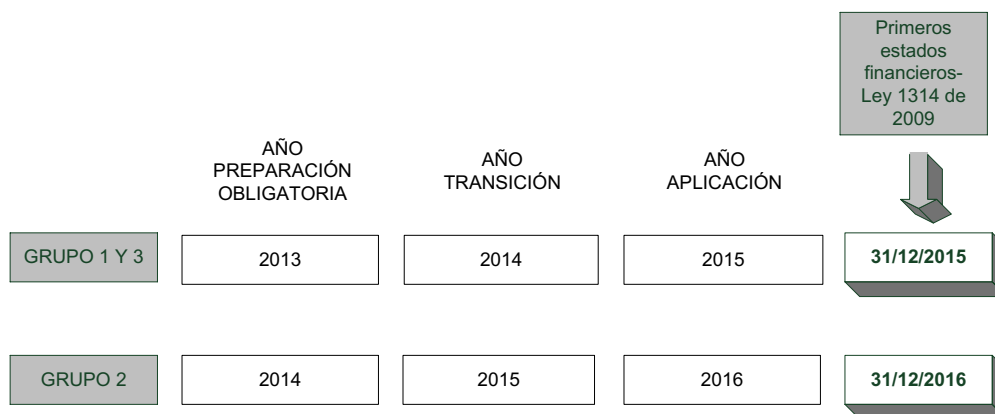 Primeros
estados
financieros-
Ley 1314 de
2009
AÑO
PREPARACIÓN
OBLIGATORIA
AÑO
TRANSICIÓN
AÑO
APLICACIÓN
GRUPO 1 Y 3
2013
2014
2015
31/12/2015
GRUPO 2
2014
2015
2016
31/12/2016